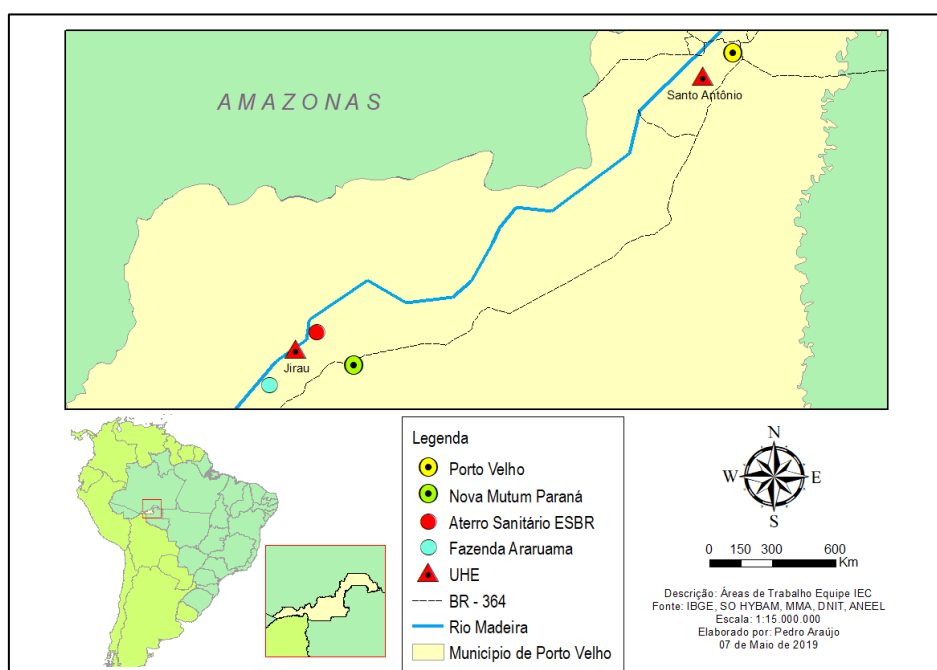 AMAZONAS
Santo Antônio
Jirau
Legenda
Porto Velho
Nova Mutum Paraná
Aterro Sanitário ESBR
Fazenda Araruama
UHE
BR - 364
Rio Madeira
Município de Porto Velho
N
W E
S
0 150 300 600
Km
Descrição: Áreas de Trabalho Equipe IEC
Fonte: IBGE, SO HYBAM, MMA, DNIT, ANEEL
Escala: 1:15.000.000
Elaborado por: Pedro Araújo
07 de Maio de 2019